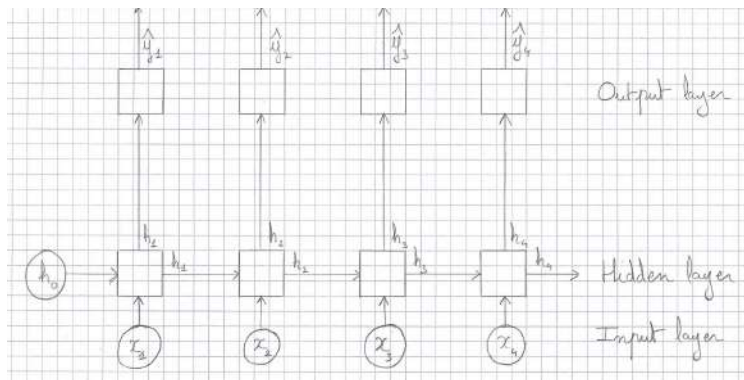 ŷ1 ŷ2 ŷ3 ŷ4
Output layer
h1 h1 h3 h4
h0 h1 h2 h3 h4 Hidden layer
x1 x2 x3 x4 Input layer